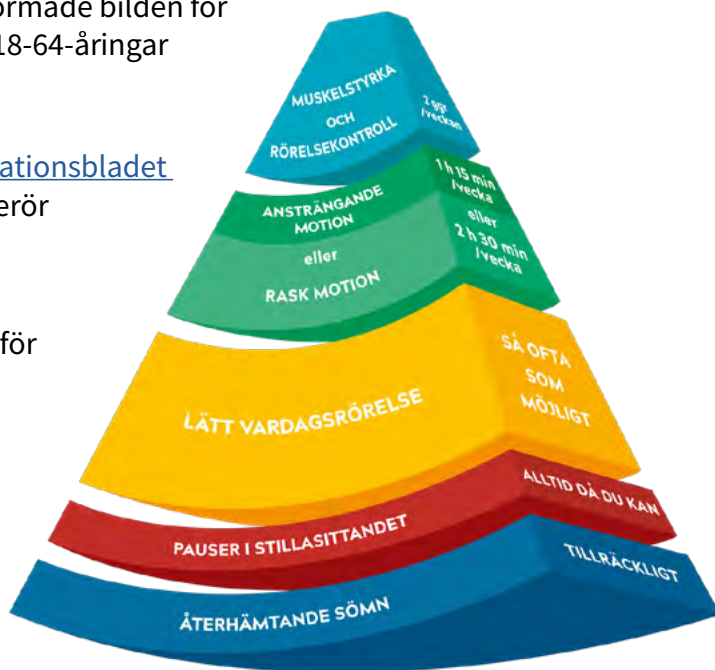 ormade bilden för
18-64-åringar
ationsbladet
erör
för
MUSKELSTYRKA
OCH
RÖRELSEKONTROLL
2 ggr
/veckan
ANSTRÄNGANDE
MOTION
eller
RASK MOTION
1 h 15 min
/vecka
eller
2 h 30 min
/vecka
LÄTT VARDAGSRÖRELSE
SÅ OFTA
SOM
MÖJLIGT
PAUSER I STILLASITTANDET
ALLTID DÅ DU KAN
ÅTERHÄMTANDE SÖMN
TILLRÄCKLIGT